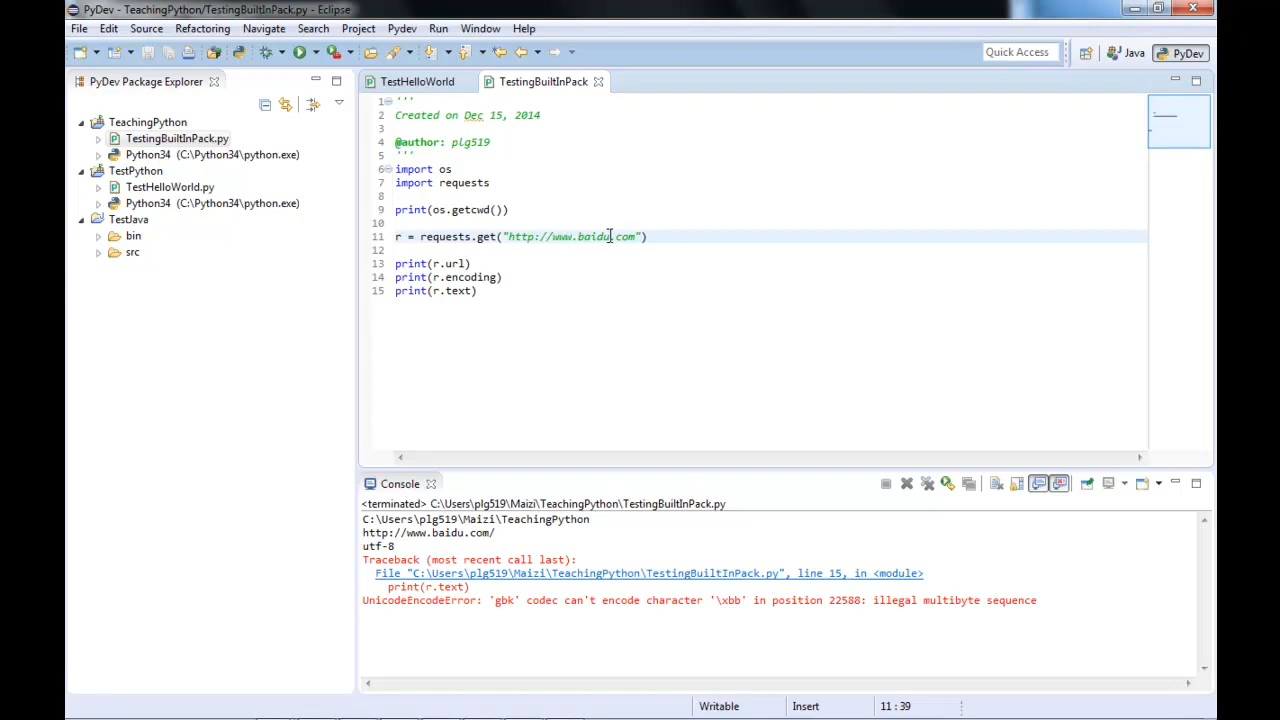 PyDev - TeachingPython/TestingBuiltInPack.py - Eclipse
File Edit Source Refactoring Navigate Search Project Pydev Run Window Help
Quick Access Java PyDev
PyDev Package Explorer
TeachingPython
TestingBuiltInPack.py
Python34 (C:\Python34\python.exe)
TestPython
TestHelloWorld.py
Python34 (C:\Python34\python.exe)
TestJava
bin
src
TestHelloWorld TestingBuiltInPack
1 '''
2 Created on Dec 15, 2014
3
4 @author: plg519
5 '''
6 import os
7 import requests
8
9 print(os.getcwd())
10
11 r = requests.get("http://www.baidu.com")
12
13 print(r.url)
14 print(r.encoding)
15 print(r.text)
Console
<terminated> C:\Users\plg519\Maizi\TeachingPython\TestingBuiltInPack.py
C:\Users\plg519\Maizi\TeachingPython
http://www.baidu.com/
utf-8
Traceback (most recent call last):
File "C:\Users\plg519\Maizi\TeachingPython\TestingBuiltInPack.py", line 15, in <module>
print(r.text)
UnicodeEncodeError: 'gbk' codec can't encode character '\xbb' in position 22588: illegal multibyte sequence
Writable Insert 11 : 39